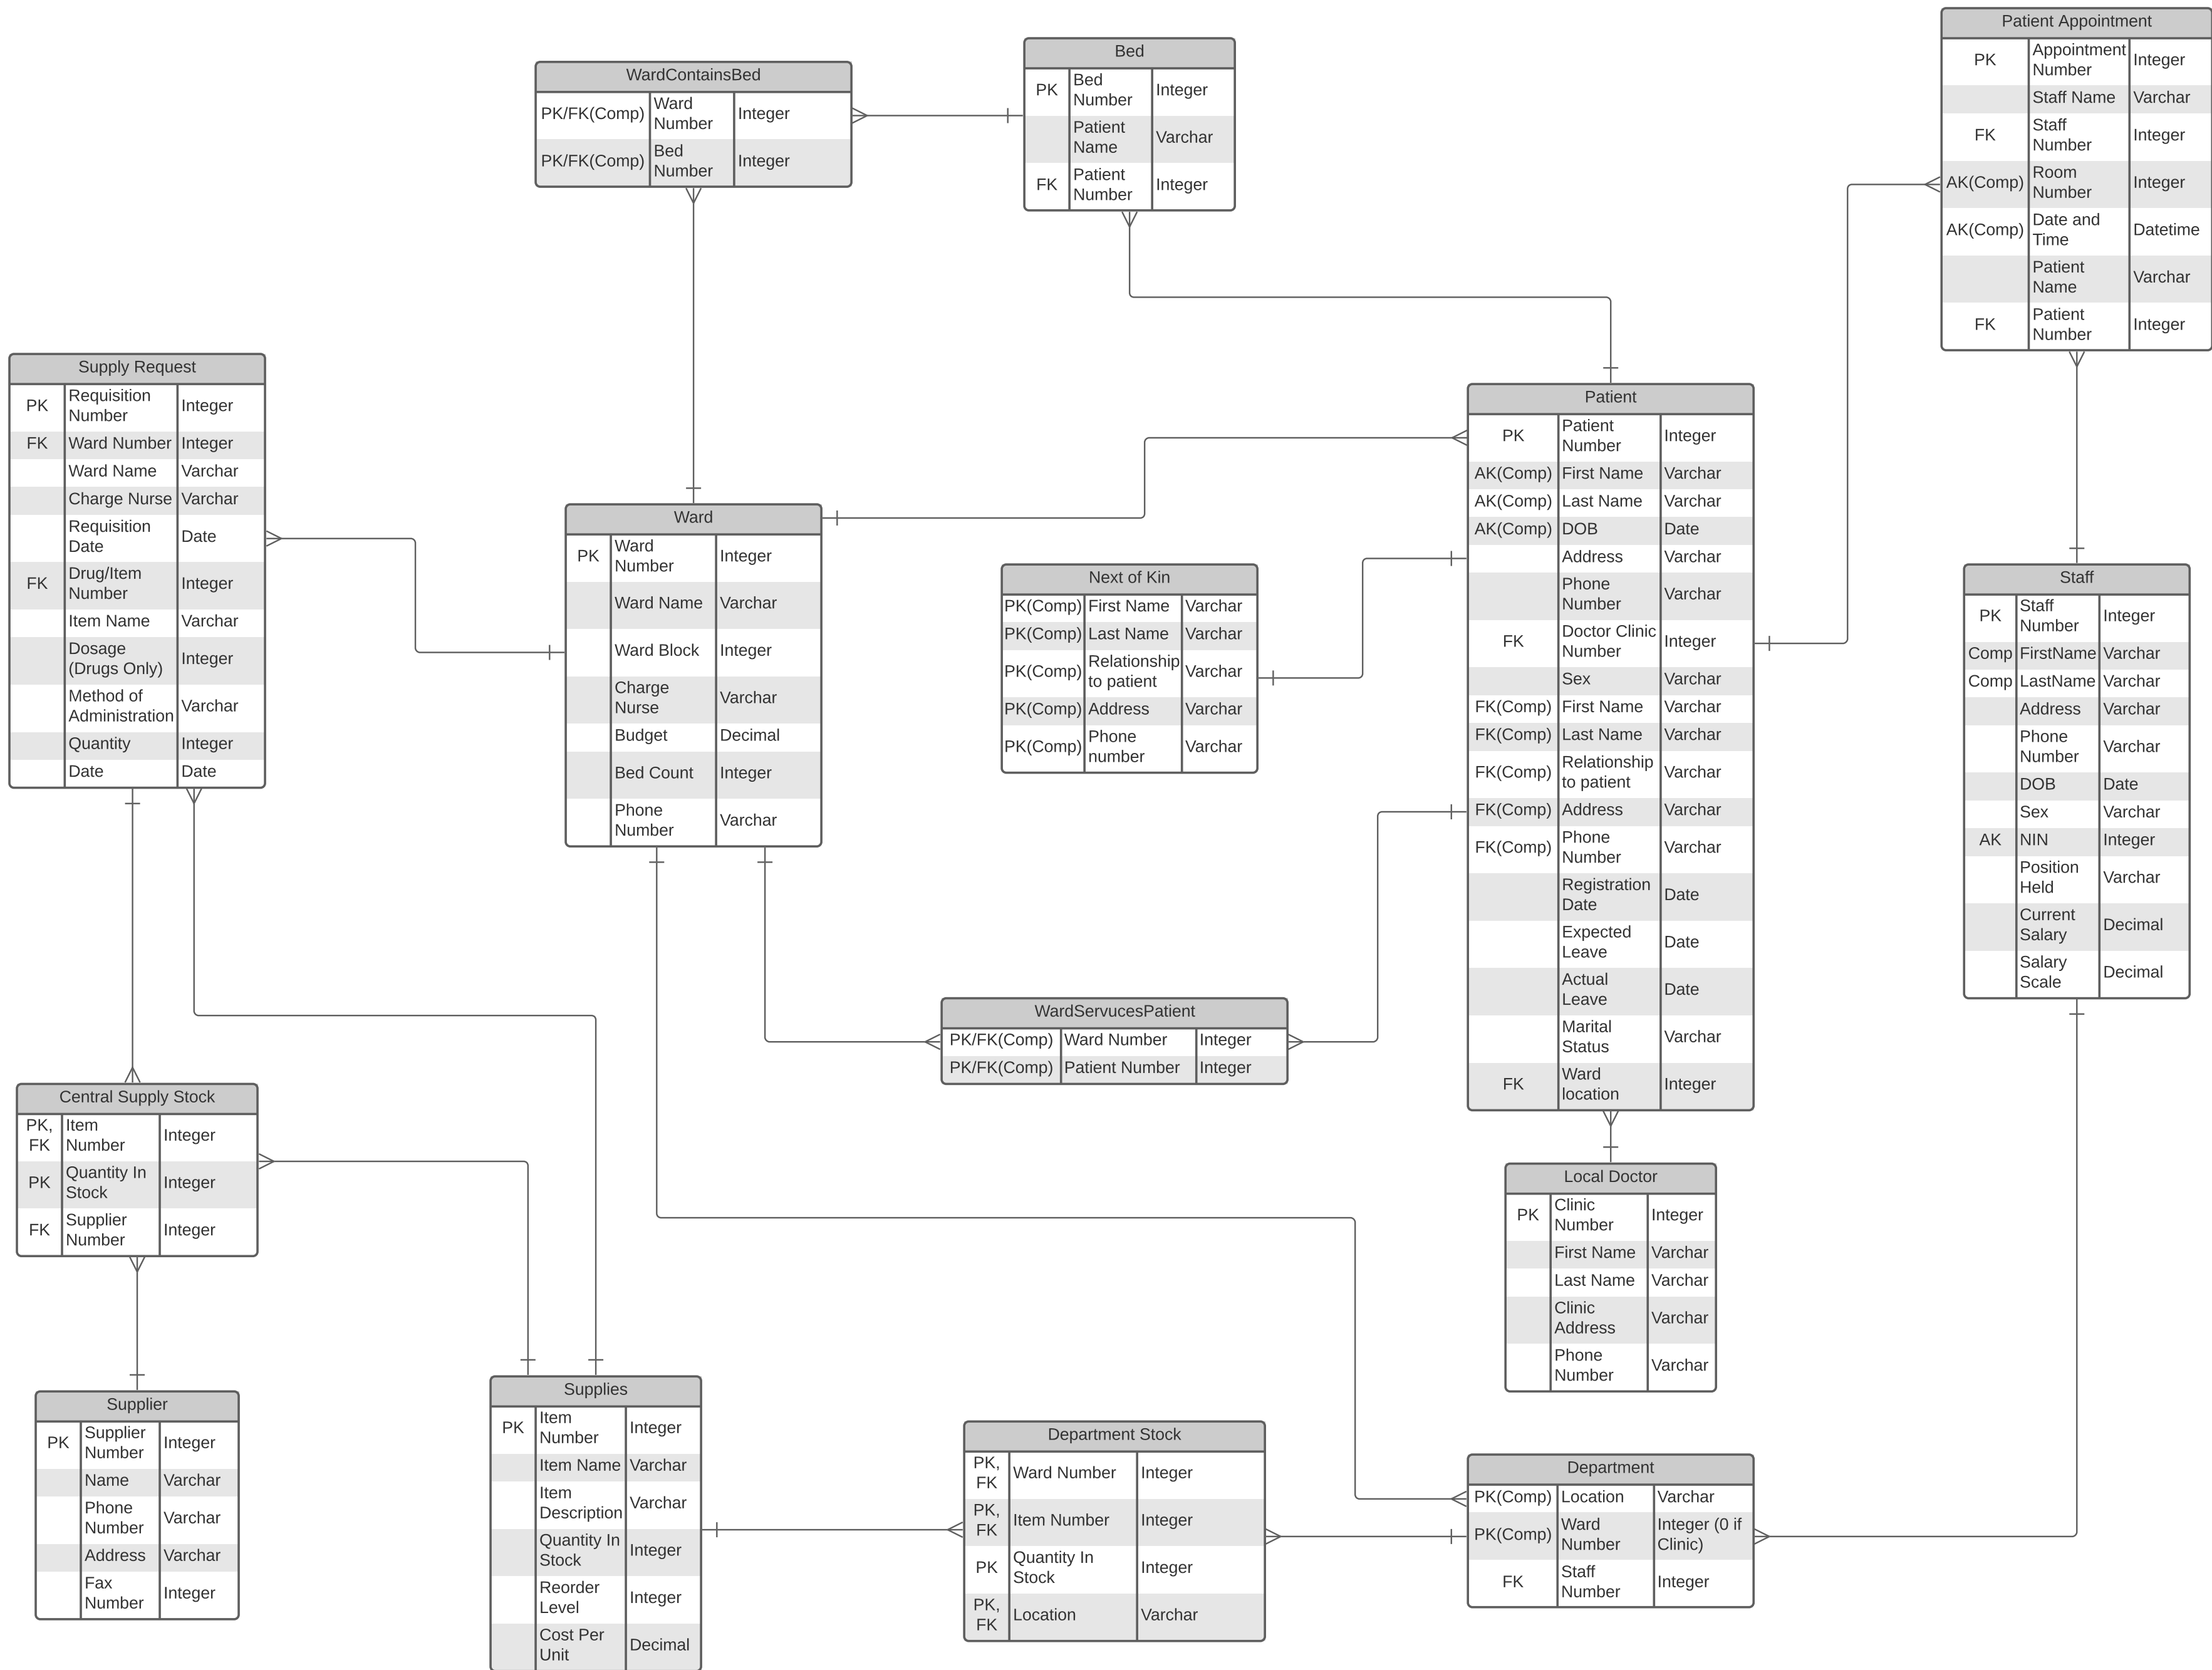 WardContainsBed
PK/FK(Comp) Ward
Number Integer
PK/FK(Comp) Bed
Number Integer
Bed
PK Bed
Number Integer
Patient
Name Varchar
FK Patient
Number Integer
Patient Appointment
PK Appointment
Number Integer
Staff Name Varchar
FK Staff
Number Integer
AK(Comp) Room
Number Integer
AK(Comp) Date and
Time Datetime
Patient
Name Varchar
FK Patient
Number Integer
Supply Request
PK Requisition
Number Integer
FK Ward Number Integer
Ward Name Varchar
Charge Nurse Varchar
Requisition
Date Date
FK Drug/Item
Number Integer
Item Name Varchar
Dosage
(Drugs Only) Integer
Method of
Administration Varchar
Quantity Integer
Date Date
Ward
PK Ward
Number Integer
Ward Name Varchar
Ward Block Integer
Charge
Nurse Varchar
Budget Decimal
Bed Count Integer
Phone
Number Varchar
Next of Kin
PK(Comp) First Name Varchar
PK(Comp) Last Name Varchar
PK(Comp) Relationship
to patient Varchar
PK(Comp) Address Varchar
PK(Comp) Phone
number Varchar
Patient
PK Patient
Number Integer
AK(Comp) First Name Varchar
AK(Comp) Last Name Varchar
AK(Comp) DOB Date
Address Varchar
Phone
Number Varchar
FK Doctor Clinic
Number Integer
Sex Varchar
FK(Comp) First Name Varchar
FK(Comp) Last Name Varchar
FK(Comp) Relationship
to patient Varchar
FK(Comp) Address Varchar
FK(Comp) Phone
Number Varchar
Registration
Date Date
Expected
Leave Date
Actual
Leave Date
Marital
Status Varchar
FK Ward
location Integer
Staff
PK Staff
Number Integer
Comp FirstName Varchar
Comp LastName Varchar
Address Varchar
Phone
Number Varchar
DOB Date
Sex Varchar
AK NIN Integer
Position
Held Varchar
Current
Salary Decimal
Salary
Scale Decimal
WardServucesPatient
PK/FK(Comp) Ward Number Integer
PK/FK(Comp) Patient Number Integer
Central Supply Stock
PK,
FK Item
Number Integer
PK Quantity In
Stock Integer
FK Supplier
Number Integer
Local Doctor
PK Clinic
Number Integer
First Name Varchar
Last Name Varchar
Clinic
Address Varchar
Phone
Number Varchar
Supplier
PK Supplier
Number Integer
Name Varchar
Phone
Number Varchar
Address Varchar
Fax
Number Integer
Supplies
PK Item
Number Integer
Item Name Varchar
Item
Description Varchar
Quantity In
Stock Integer
Reorder
Level Integer
Cost Per
Unit Decimal
Department Stock
PK,
FK Ward Number Integer
PK,
FK Item Number Integer
PK Quantity In
Stock Integer
PK,
FK Location Varchar
Department
PK(Comp) Location Varchar
PK(Comp) Ward
Number Integer (0 if
Clinic)
FK Staff
Number Integer